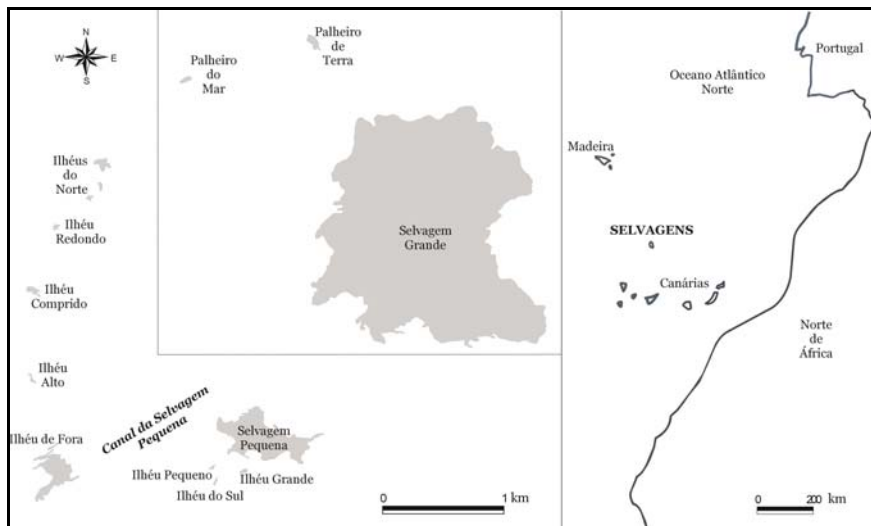 N
W E
S
Palheiro
do
Mar
Palheiro
de
Terra
Ilhéus
do
Norte
Ilhéu
Redondo
Ilhéu
Comprido
Ilhéu
Alto
Ilhéu de Fora
Canal da Selvagem
Pequena
Selvagem
Grande
Selvagem
Pequena
Ilhéu Pequeno
Ilhéu do Sul
Ilhéu Grande
0 1 km
Portugal
Oceano Atlântico
Norte
Madeira
SELVAGENS
Canárias
Norte
de
África
0 200 km